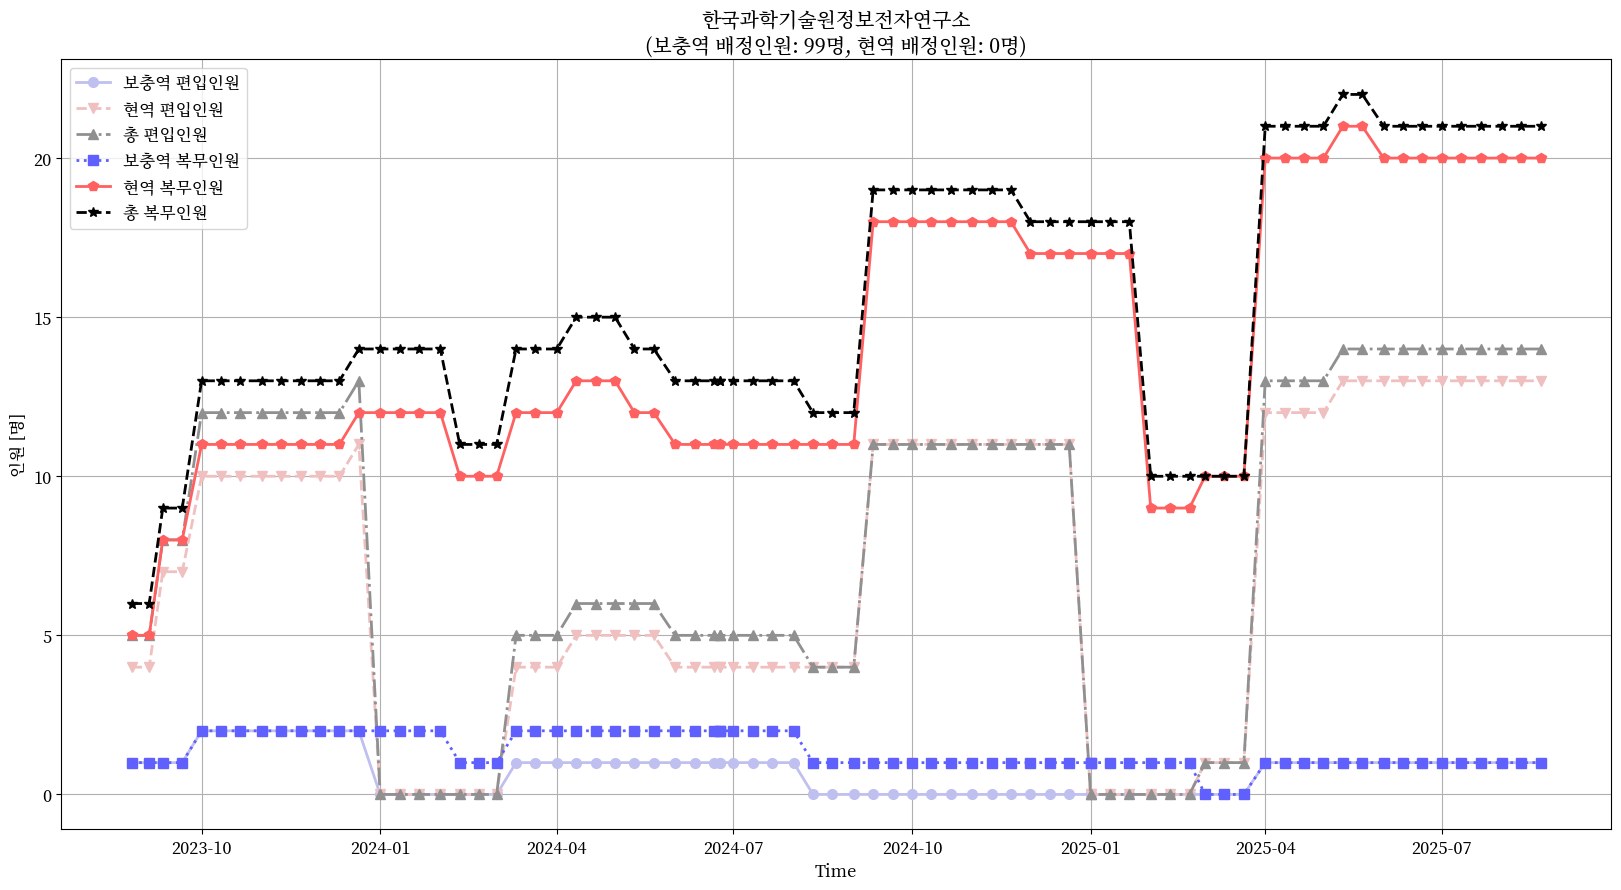 한국과학기술원정보전자연구소
(보충역 배정인원: 99명, 현역 배정인원: 0명)
보충역 편입인원
현역 편입인원
총 편입인원
보충역 복무인원
현역 복무인원
총 복무인원
인원 [명]
20
15
10
5
0
2023-10
2024-01
2024-04
2024-07
2024-10
2025-01
2025-04
2025-07
Time